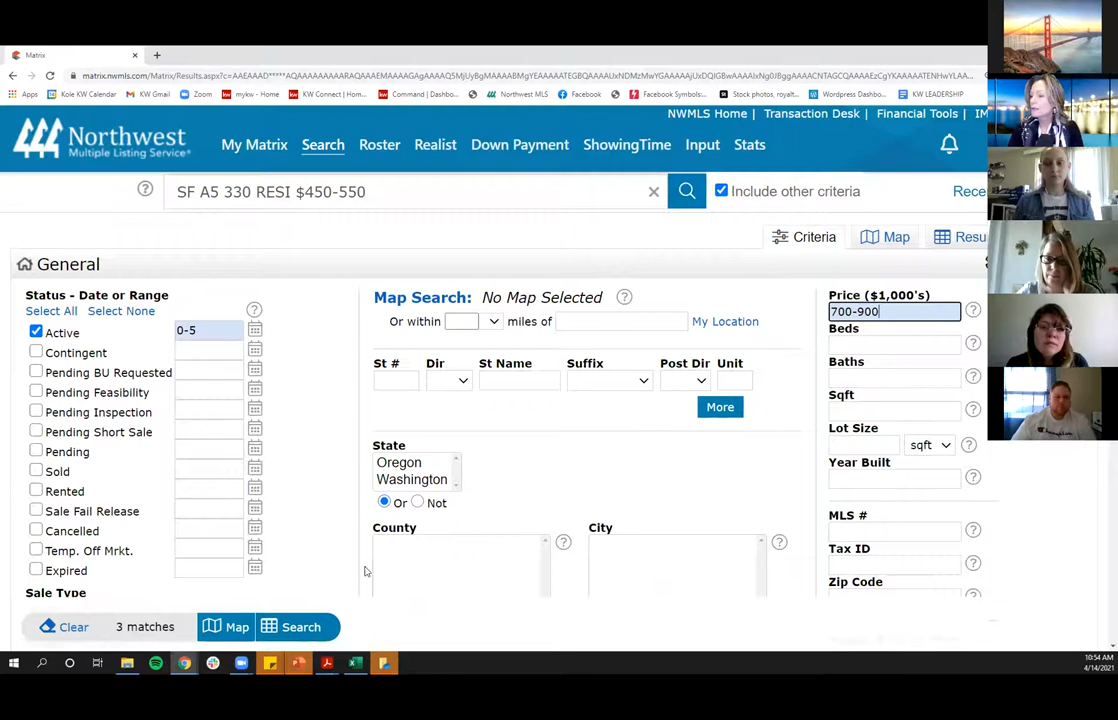 Matrix
matrix.nwmls.com/Matrix/Results.aspx?c=
Apps Kole KW Calendar KW Gmail Zoom mykw - Home KW Connect | Hom... Command | Dashbo... Northwest MLS Facebook Facebook Symbols:... Stock photos, royalt... Wordpress Dashbo... KW LEADERSHIP
NWMLS Home Transaction Desk Financial Tools IM
Northwest
Multiple Listing Service®
My Matrix Search Roster Realist Down Payment ShowingTime Input Stats
SF A5 330 RESI $450-550
Include other criteria
Rece
Criteria Map Resu
General
Status - Date or Range
Select All Select None
Active 0-5
Contingent
Pending BU Requested
Pending Feasibility
Pending Inspection
Pending Short Sale
Pending
Sold
Rented
Sale Fail Release
Cancelled
Temp. Off Mrkt.
Expired
Sale Type
Map Search: No Map Selected
Or within miles of My Location
St # Dir St Name Suffix Post Dir Unit
More
State
Oregon
Washington
Or Not
County City
Price ($1,000's)
700-900
Beds
Baths
Sqft
Lot Size
sqft
Year Built
MLS #
Tax ID
Zip Code
Clear 3 matches Map Search
10:54 AM
4/14/2021